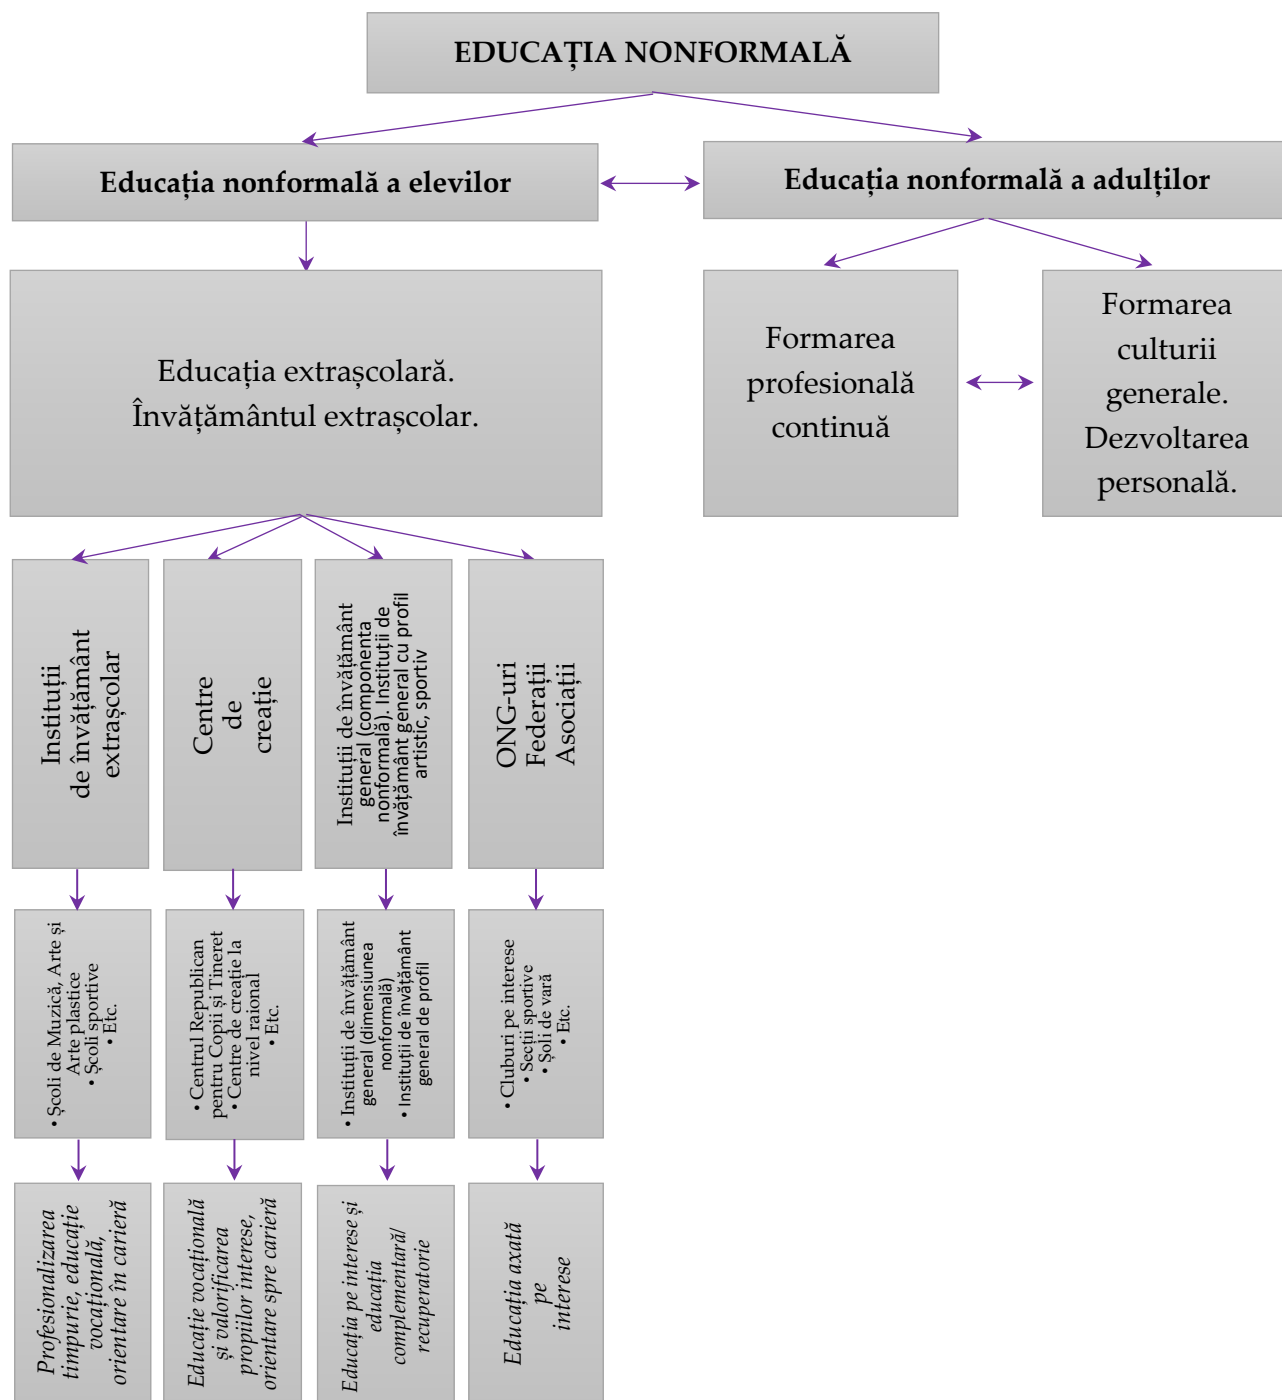 EDUCAȚIA NONFORMALĂ
Educația nonformală a elevilor
Educația nonformală a adulților
Educația extrașcolară.
Învățământul extrașcolar.
Formarea
profesională
continuă
Formarea
culturii
generale.
Dezvoltarea
personală.
Instituții
de învățământ
extrașcolar
Centre
de
creație
Instituții de învățământ
general (componenta
nonformală). Instituții de
învățământ general cu profil
artistic, sportiv
ONG-uri
Federații
Asociații
• Școli de Muzică, Arte și
Arte plastice
• Școli sportive
• Etc.
• Centrul Republican
pentru Copii și Tineret
• Centre de creație la
nivel raional
• Etc.
• Instituții de învățământ
general (dimensiunea
nonformală)
• Instituții de învățământ
general de profil
• Cluburi pe interese
• Secții sportive
• Șoli de vară
• Etc.
Profesionalizarea
timpurie, educație
vocațională,
orientare în carieră
Educație vocațională
și valorificarea
propiilor interese,
orientare spre carieră
Educația pe interese și
educația
complementară/
recuperatorie
Educația axată
pe
interese